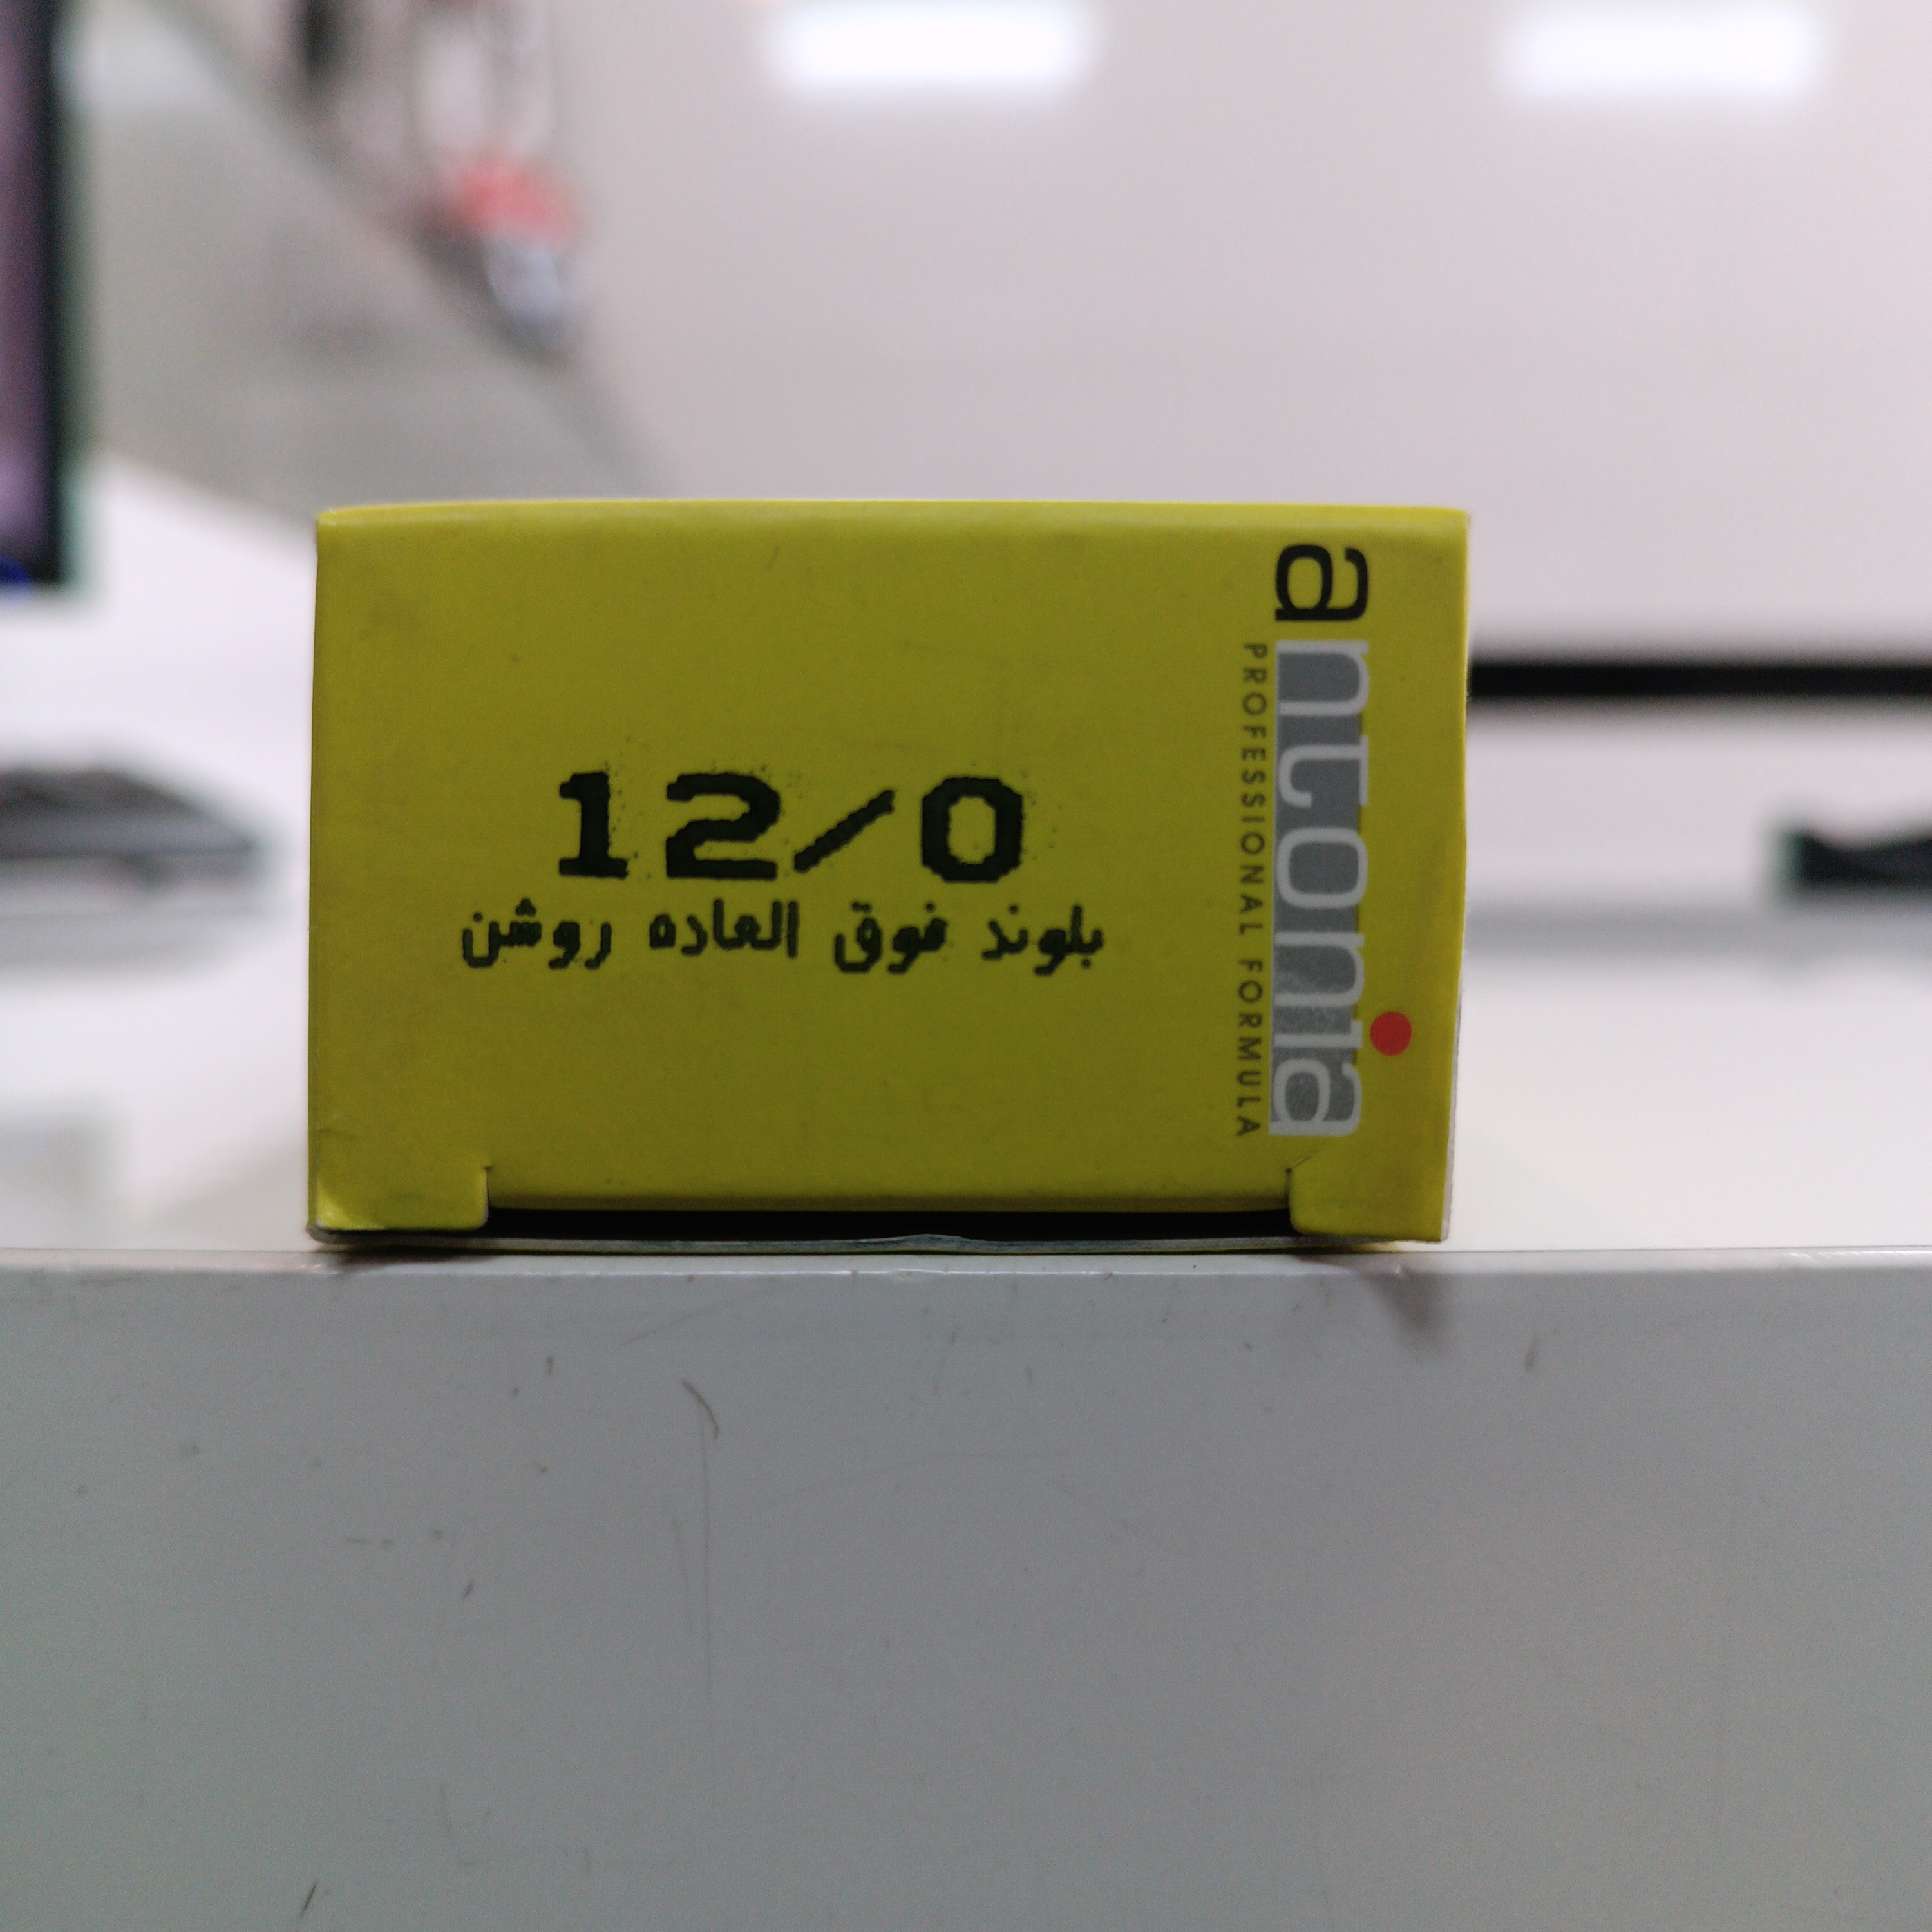 12/0
بلوند فوق العاده روشن
antonia
PROFESSIONAL FORMULA